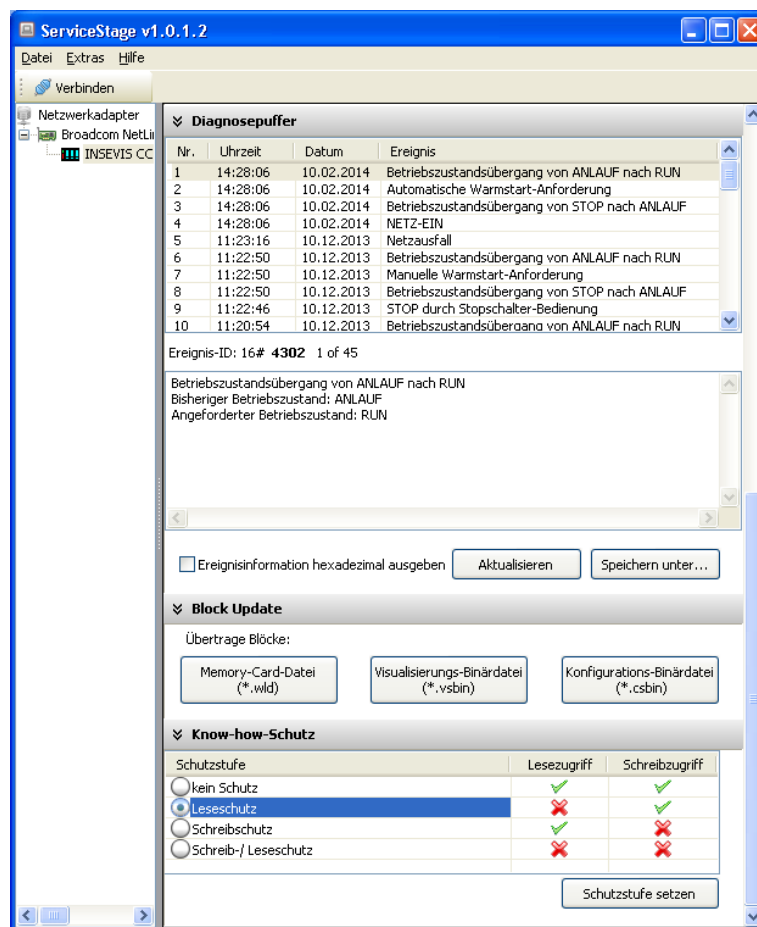 ServiceStage v1.0.1.2
Datei Extras Hilfe
Verbinden
Netzwerkadapter
Broadcom NetLi
INSEVIS CC
Diagnosepuffer
Nr. Uhrzeit Datum Ereignis
1 14:28:06 10.02.2014 Betriebszustandsübergang von ANLAUF nach RUN
2 14:28:06 10.02.2014 Automatische Warmstart-Anforderung
3 14:28:06 10.02.2014 Betriebszustandsübergang von STOP nach ANLAUF
4 14:28:06 10.02.2014 NETZ-EIN
5 11:23:16 10.12.2013 Netzausfall
6 11:22:50 10.12.2013 Betriebszustandsübergang von ANLAUF nach RUN
7 11:22:50 10.12.2013 Manuelle Warmstart-Anforderung
8 11:22:50 10.12.2013 Betriebszustandsübergang von STOP nach ANLAUF
9 11:22:46 10.12.2013 STOP durch Stopschalter-Bedienung
10 11:20:54 10.12.2013 Betriebszustandsübergang von ANLAUF nach RUN
Ereignis-ID: 16# 4302 1 of 45
Betriebszustandsübergang von ANLAUF nach RUN
Bisheriger Betriebszustand: ANLAUF
Angeforderter Betriebszustand: RUN
Ereignisinformation hexadezimal ausgeben
Aktualisieren
Speichern unter...
Block Update
Übertrage Blöcke:
Memory-Card-Datei
(*.wld)
Visualisierungs-Binärdatei
(*.vsbin)
Konfigurations-Binärdatei
(*.csbin)
Know-how-Schutz
Schutzstufe Lesezugriff Schreibzugriff
kein Schutz
Leseschutz
Schreibschutz
Schreib-/ Leseschutz
Schutzstufe setzen